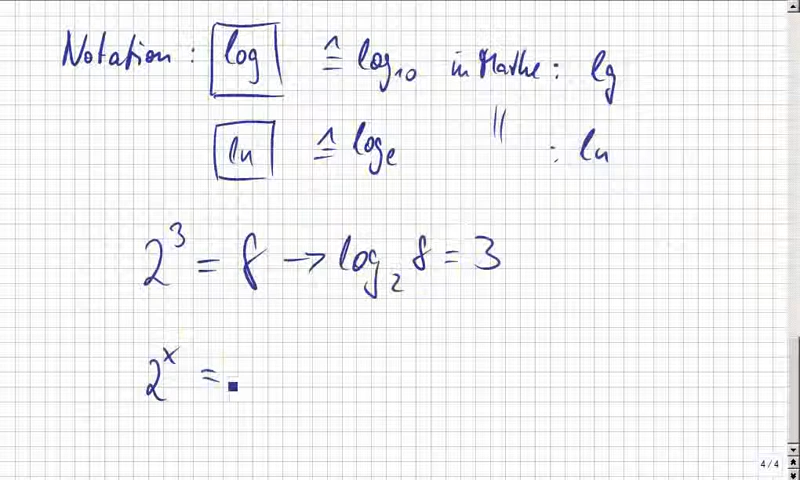 Notation : log ≙ log₁₀ in Mathe : lg
ln ≙ logₑ " : ln
2³ = 8 → log₂ 8 = 3
2ˣ =
4/4